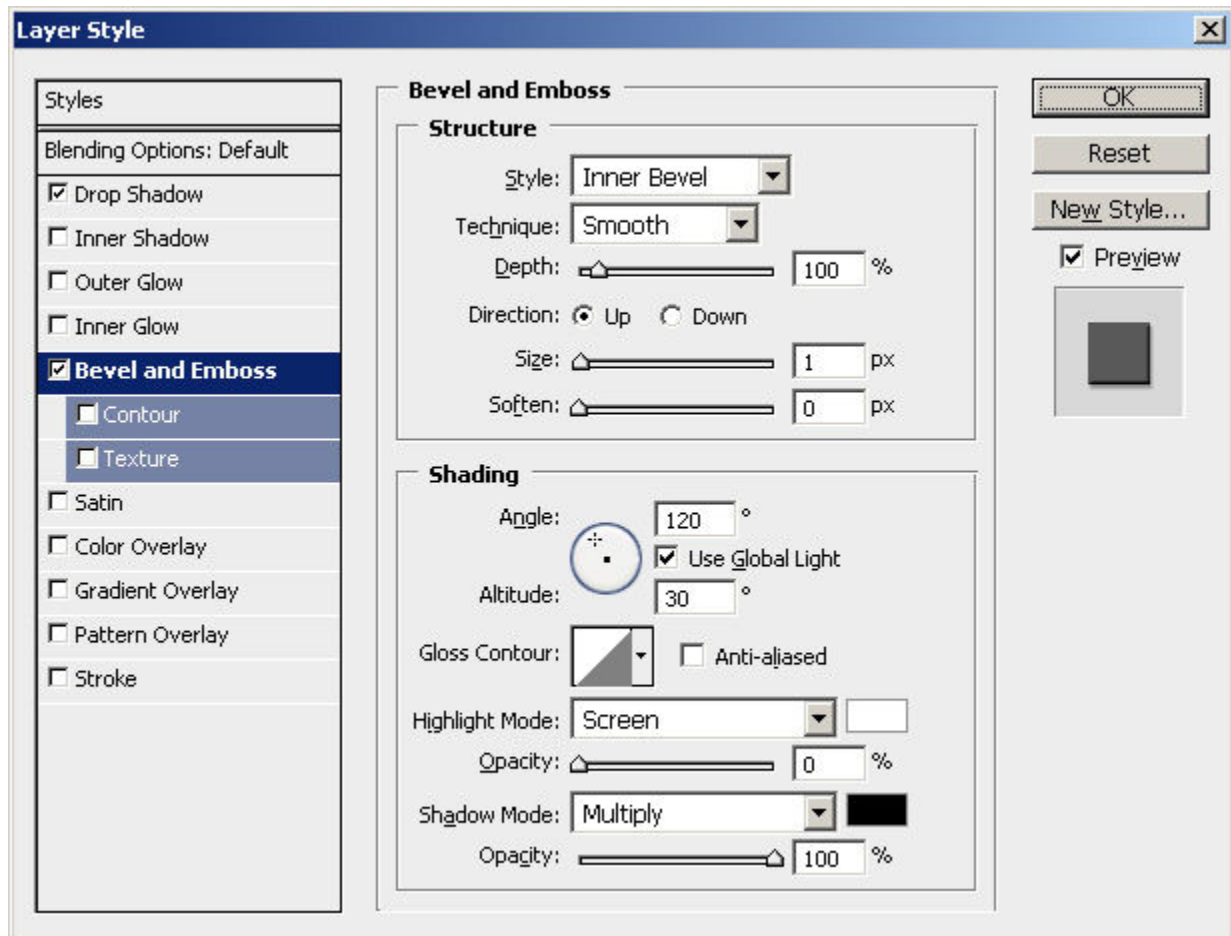 Layer Style
Styles
Blending Options: Default
Drop Shadow
Inner Shadow
Outer Glow
Inner Glow
Bevel and Emboss
Contour
Texture
Satin
Color Overlay
Gradient Overlay
Pattern Overlay
Stroke
Bevel and Emboss
Structure
Style: Inner Bevel
Technique: Smooth
Depth: 100 %
Direction: Up Down
Size: 1 px
Soften: 0 px
Shading
Angle: 120 °
Use Global Light
Altitude: 30 °
Gloss Contour: Anti-aliased
Highlight Mode: Screen
Opacity: 0 %
Shadow Mode: Multiply
Opacity: 100 %
OK
Reset
New Style...
Preview